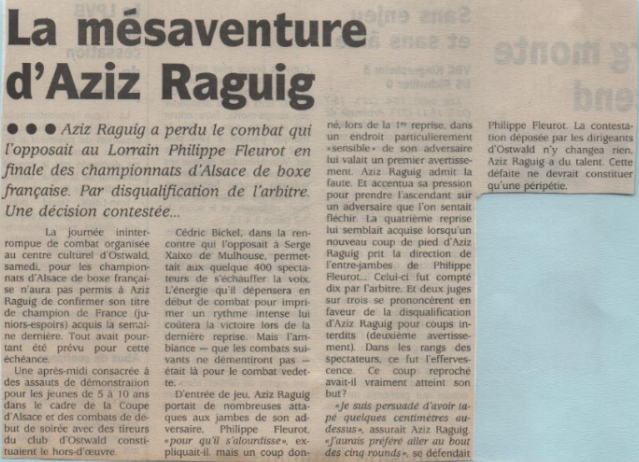 La mésaventure
d'Aziz Raguig
● ● ● Aziz Raguig a perdu le combat qui
l'opposait au Lorrain Philippe Fleurot en
finale des championnats d'Alsace de boxe
française. Par disqualification de l'arbitre.
Une décision contestée...
La journée ininter-
rompue de combat organisée
au centre culturel d'Ostwald,
samedi, pour les champion-
nats d'Alsace de boxe françai-
se n'aura pas permis à Aziz
Raguig de confirmer son titre
de champion de France (ju-
niors-espoirs) acquis la semai-
ne dernière. Tout avait pour-
tant été prévu pour cette
échéance.
Une après-midi consacrée à
des assauts de démonstration
pour les jeunes de 5 à 10 ans
dans le cadre de la Coupe
d'Alsace et des combats de dé-
but de soirée avec des tireurs
du club d'Ostwald consti-
tuaient le hors-d'œuvre.
Cédric Bickel, dans la ren-
contre qui l'opposait à Serge
Xaixo de Mulhouse, permet-
tait aux quelque 400 specta-
teurs de s'échauffer la voix.
L'énergie qu'il dépensera en
début de combat pour impri-
mer un rythme intense lui
coûtera la victoire lors de la
dernière reprise. Mais l'am-
biance — que les combats sui-
vants ne démentiront pas —
était là pour le combat vedet-
te.
D'entrée de jeu, Aziz Raguig
portait de nombreuses atta-
ques aux jambes de son ad-
versaire, Philippe Fleurot,
«pour qu'il s'alourdisse», ex-
pliquait-il, mais un coup don-
né, lors de la 1re reprise, dans
un endroit particulierement
«sensible» de son adversaire
lui valait un premier avertisse-
ment. Aziz Raguig admit la
faute. Et accentua sa pression
pour prendre l'ascendant sur
un adversaire que l'on sentait
fléchir. La quatrième reprise
lui semblait acquise lorsqu'un
nouveau coup de pied d'Aziz
Raguig prit la direction de
l'entre-jambes de Philippe
Fleurot... Celui-ci fut compté
dix par l'arbitre. Et deux juges
sur trois se prononcèrent en
faveur de la disqualification
d'Aziz Raguig pour coups in-
terdits (deuxième avertisse-
ment). Dans les rangs des
spectateurs, ce fut l'efferves-
cence. Ce coup reproché
avait-il vraiment atteint son
but?
«Je suis persuadé d'avoir ta-
pé quelques centimètres au-
dessus», assurait Aziz Raguig.
«J'aurais préféré aller au bout
des cinq rounds», se défendait
Philippe Fleurot. La contesta-
tion déposée par les dirigeants
d'Ostwald n'y changea rien,
Aziz Raguig a du talent. Cette
défaite ne devrait constituer
qu'une péripétie.